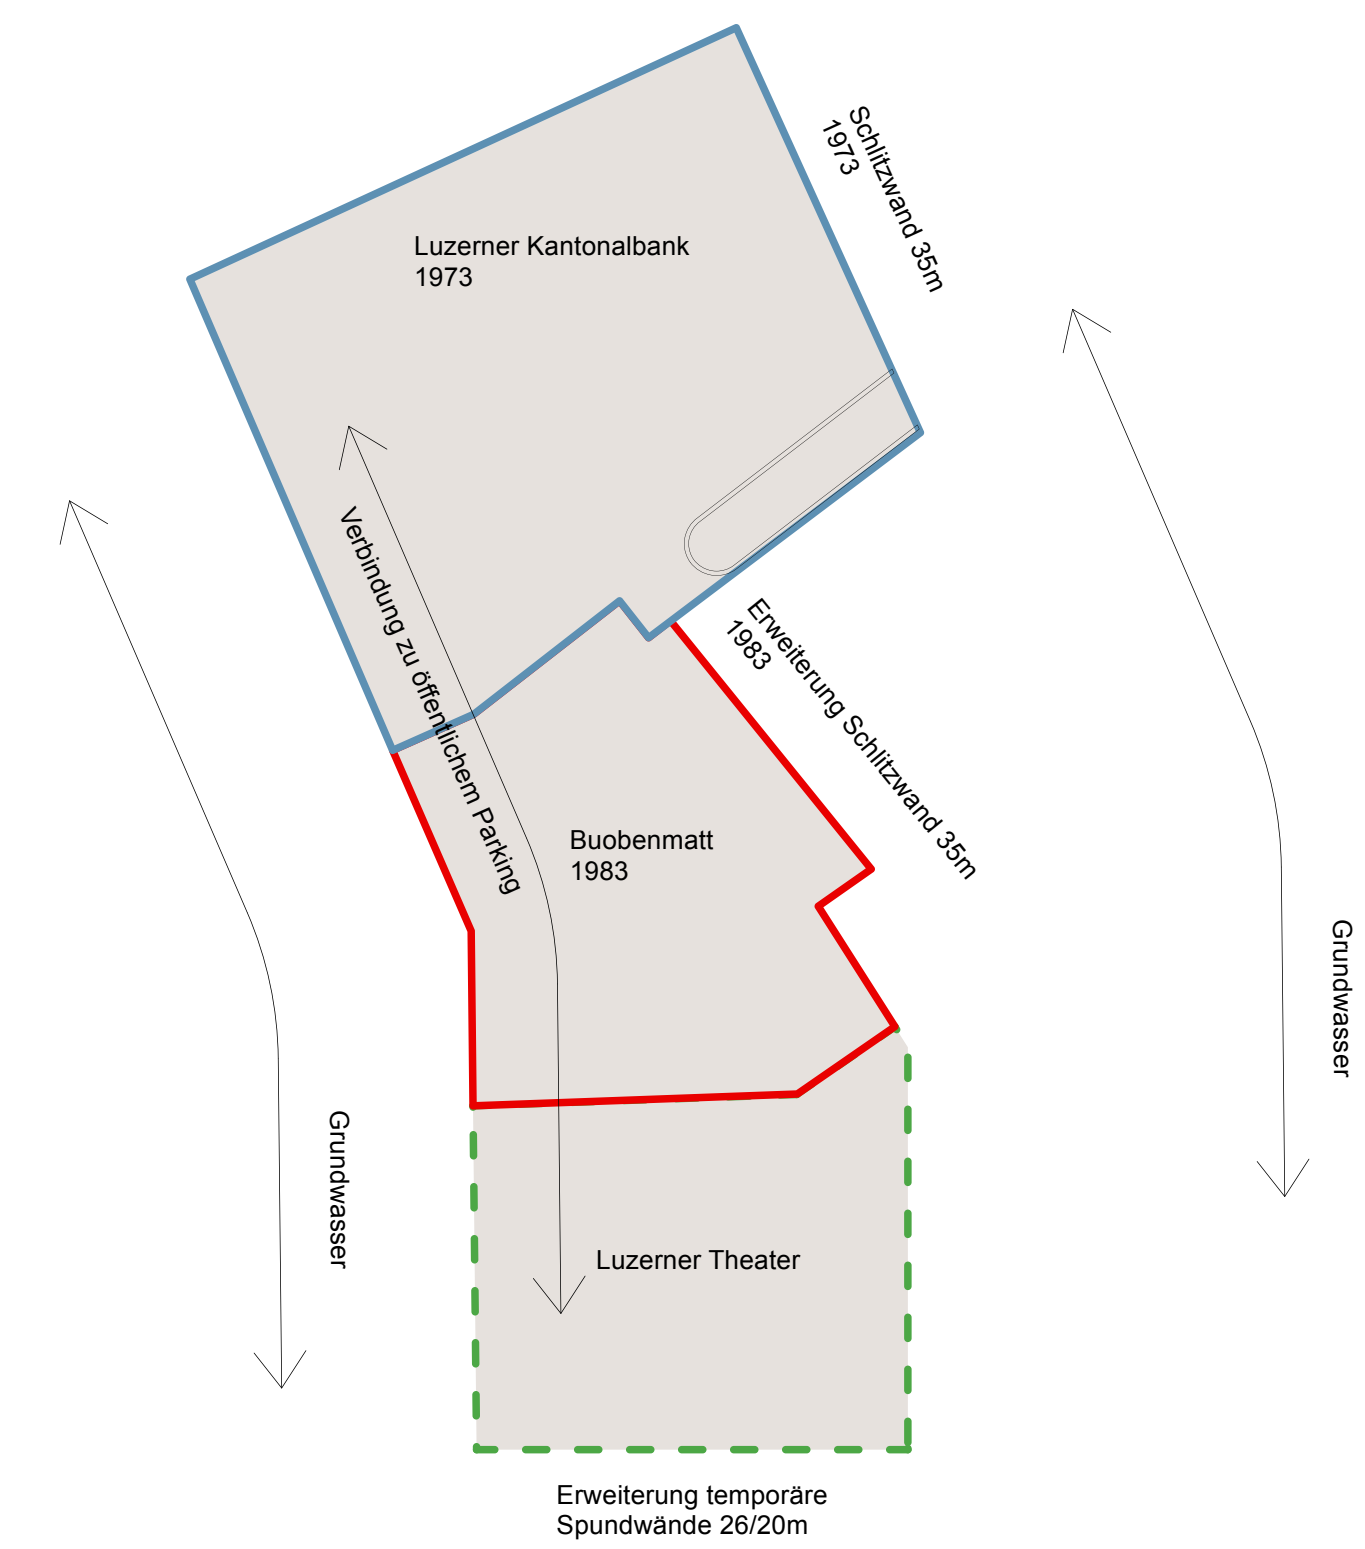 Schlitzwand 35m
1973
Luzerner Kantonalbank
1973
Verbindung zu öffentlichem Parking
Erweiterung Schlitzwand 35m
1983
Buobenmatt
1983
Grundwasser
Grundwasser
Luzerner Theater
Erweiterung temporäre
Spundwände 26/20m